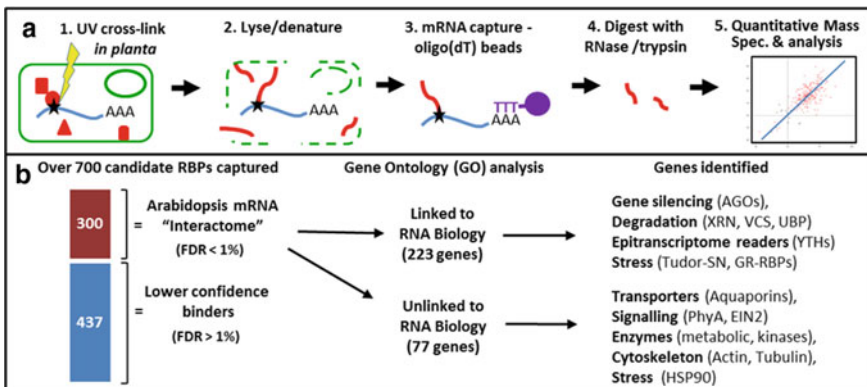 a
1. UV cross-link
in planta
AAA
2. Lyse/denature
AAA
3. mRNA capture -
oligo(dT) beads
TTT
AAA
4. Digest with
RNase /trypsin
5. Quantitative Mass
Spec. & analysis
b
Over 700 candidate RBPs captured
300
= Arabidopsis mRNA
“Interactome”
(FDR < 1%)
437
= Lower confidence
binders
(FDR > 1%)
Gene Ontology (GO) analysis
Linked to
RNA Biology
(223 genes)
Unlinked to
RNA Biology
(77 genes)
Genes identified
Gene silencing (AGOs),
Degradation (XRN, VCS, UBP)
Epitranscriptome readers (YTHs)
Stress (Tudor-SN, GR-RBPs)
Transporters (Aquaporins),
Signalling (PhyA, EIN2)
Enzymes (metabolic, kinases),
Cytoskeleton (Actin, Tubulin),
Stress (HSP90)